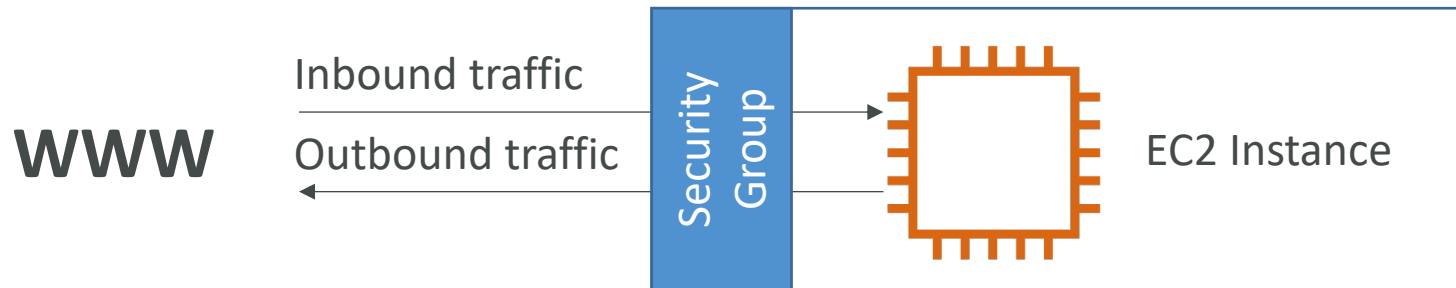 WWW
Inbound traffic
Outbound traffic
Security
Group
EC2 Instance